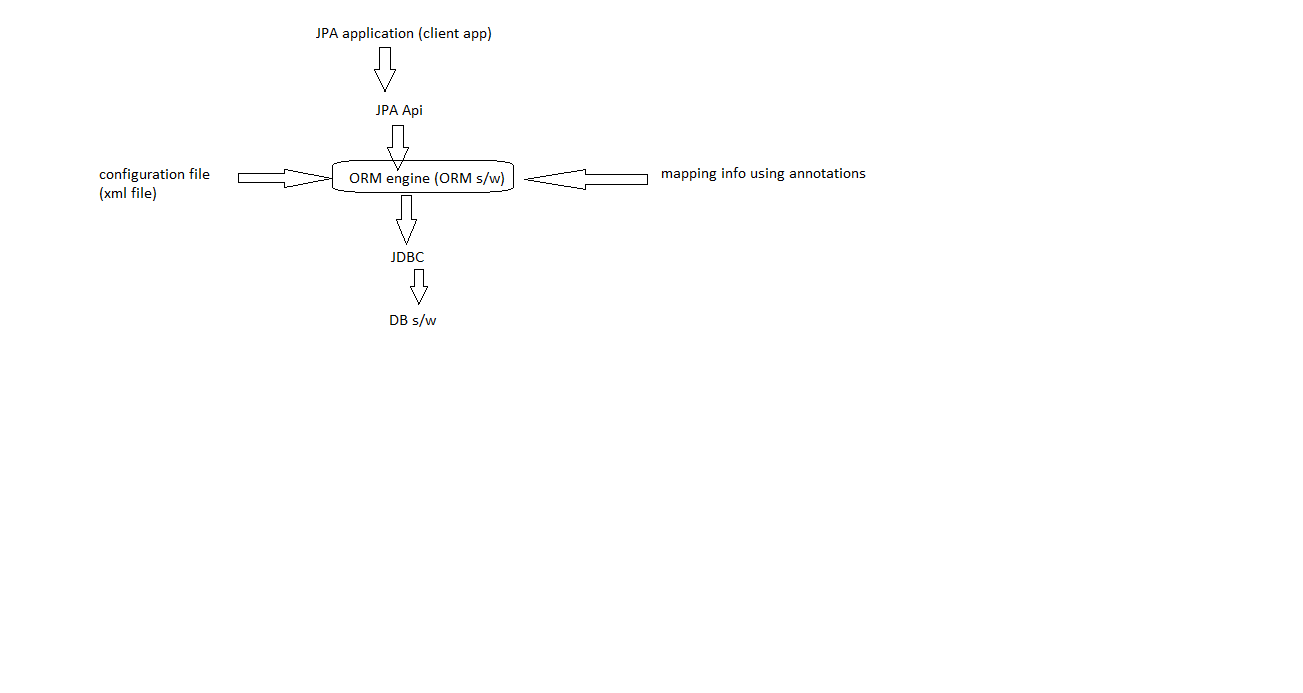 JPA application (client app)
JPA Api
configuration file
(xml file)
ORM engine (ORM s/w)
mapping info using annotations
JDBC
DB s/w